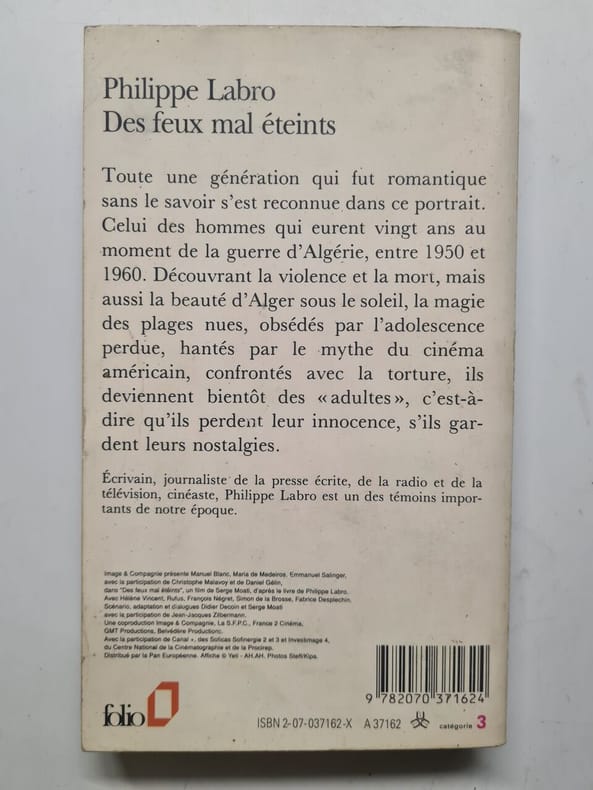 Philippe Labro
Des feux mal éteints
Toute une génération qui fut romantique
sans le savoir s'est reconnue dans ce portrait.
Celui des hommes qui eurent vingt ans au
moment de la guerre d'Algérie, entre 1950 et
1960. Découvrant la violence et la mort, mais
aussi la beauté d'Alger sous le soleil, la magie
des plages nues, obsédés par l'adolescence
perdue, hantés par le mythe du cinéma
américain, confrontés avec la torture, ils
deviennent bientôt des «adultes», c'est-à-
dire qu'ils perdent leur innocence, s'ils gar-
dent leurs nostalgies.
Écrivain, journaliste de la presse écrite, de la radio et de la
télévision, cinéaste, Philippe Labro est un des témoins impor-
tants de notre époque.
Image & Compagnie présente Manuel Blanc, Maria de Medeiros, Emmanuel Salinger,
avec la participation de Christophe Malavoy et de Daniel Gélin,
dans "Des feux mal éteints", un film de Serge Moati, d'après le livre de Philippe Labro.
Avec Hélène Vincent, Rufus, François Négret, Simon de la Brosse, Fabrice Desplechin.
Scénario, adaptation et dialogues Didier Decoin et Serge Moati
avec la participation de Jean-Jacques Zilbermann.
Une coproduction Image & Compagnie, La S.F.P.C., France 2 Cinéma,
GMT Productions, Belvédère Productions.
Avec la participation de Canal +, des Soficas Sofinergie 2 et 3 et Investimage 4,
du Centre National de la Cinématographie et de la Procirep.
Distribué par la Pan Européenne. Affiche © Yeti - AH.AH. Photos Steffi/Kipa.
9 782070 371624
folio
ISBN 2-07-037162-X A 37162 catégorie 3